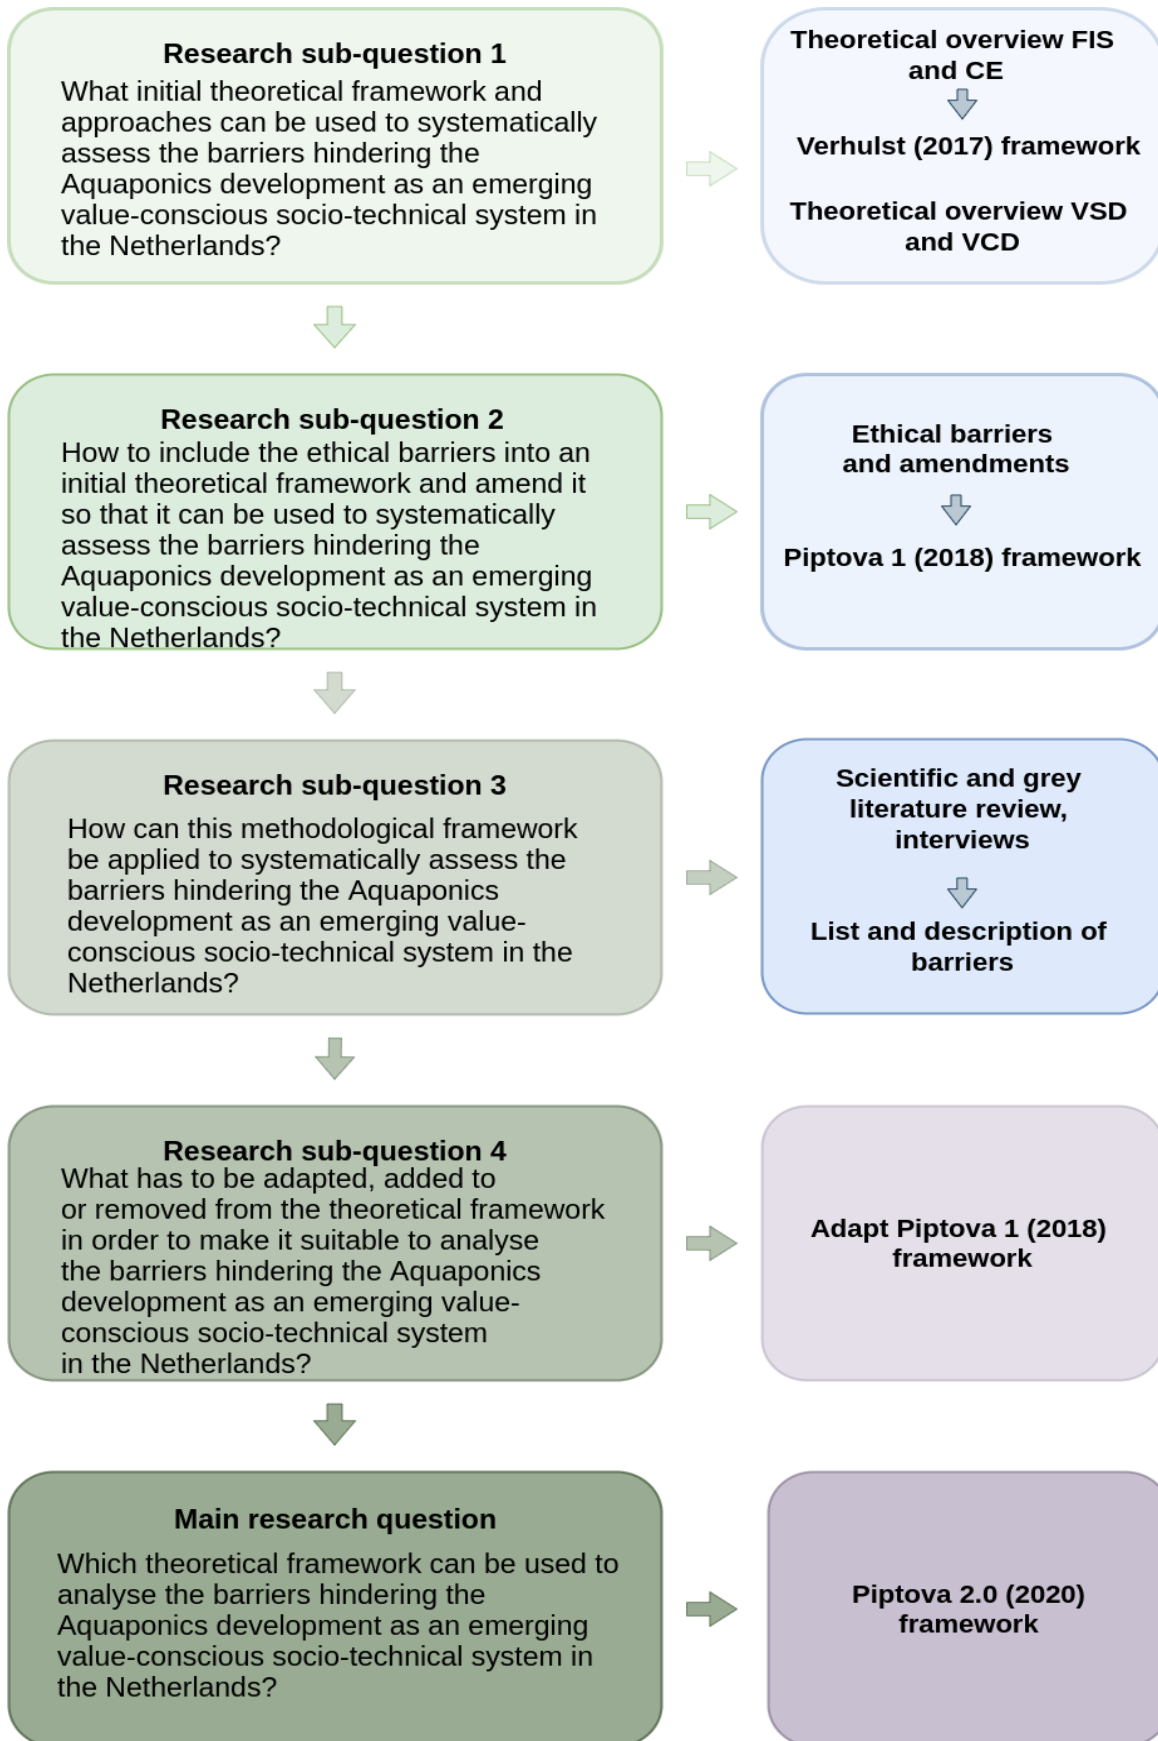 Research sub-question 1
What initial theoretical framework and
approaches can be used to systematically
assess the barriers hindering the
Aquaponics development as an emerging
value-conscious socio-technical system in
the Netherlands?
Theoretical overview FIS
and CE
Verhulst (2017) framework
Theoretical overview VSD
and VCD
Research sub-question 2
How to include the ethical barriers into an
initial theoretical framework and amend it
so that it can be used to systematically
assess the barriers hindering the
Aquaponics development as an emerging
value-conscious socio-technical system in
the Netherlands?
Ethical barriers
and amendments
Piptova 1 (2018) framework
Research sub-question 3
How can this methodological framework
be applied to systematically assess the
barriers hindering the Aquaponics
development as an emerging value-
conscious socio-technical system in the
Netherlands?
Scientific and grey
literature review,
interviews
List and description of
barriers
Research sub-question 4
What has to be adapted, added to
or removed from the theoretical framework
in order to make it suitable to analyse
the barriers hindering the Aquaponics
development as an emerging value-
conscious socio-technical system
in the Netherlands?
Adapt Piptova 1 (2018)
framework
Main research question
Which theoretical framework can be used to
analyse the barriers hindering the
Aquaponics development as an emerging
value-conscious socio-technical system in
the Netherlands?
Piptova 2.0 (2020)
framework